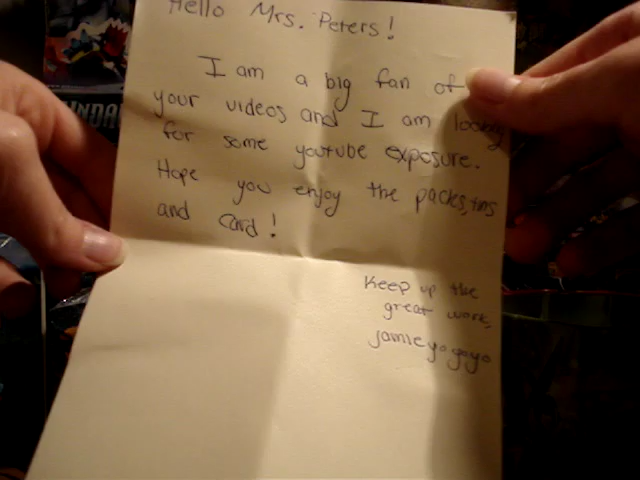 Hello Mrs. Peters!
I am a big fan of
your videos and I am looking
for some youtube exposure.
Hope you enjoy the packs, tins
and card!
Keep up the
great work,
jamieyoyoyo